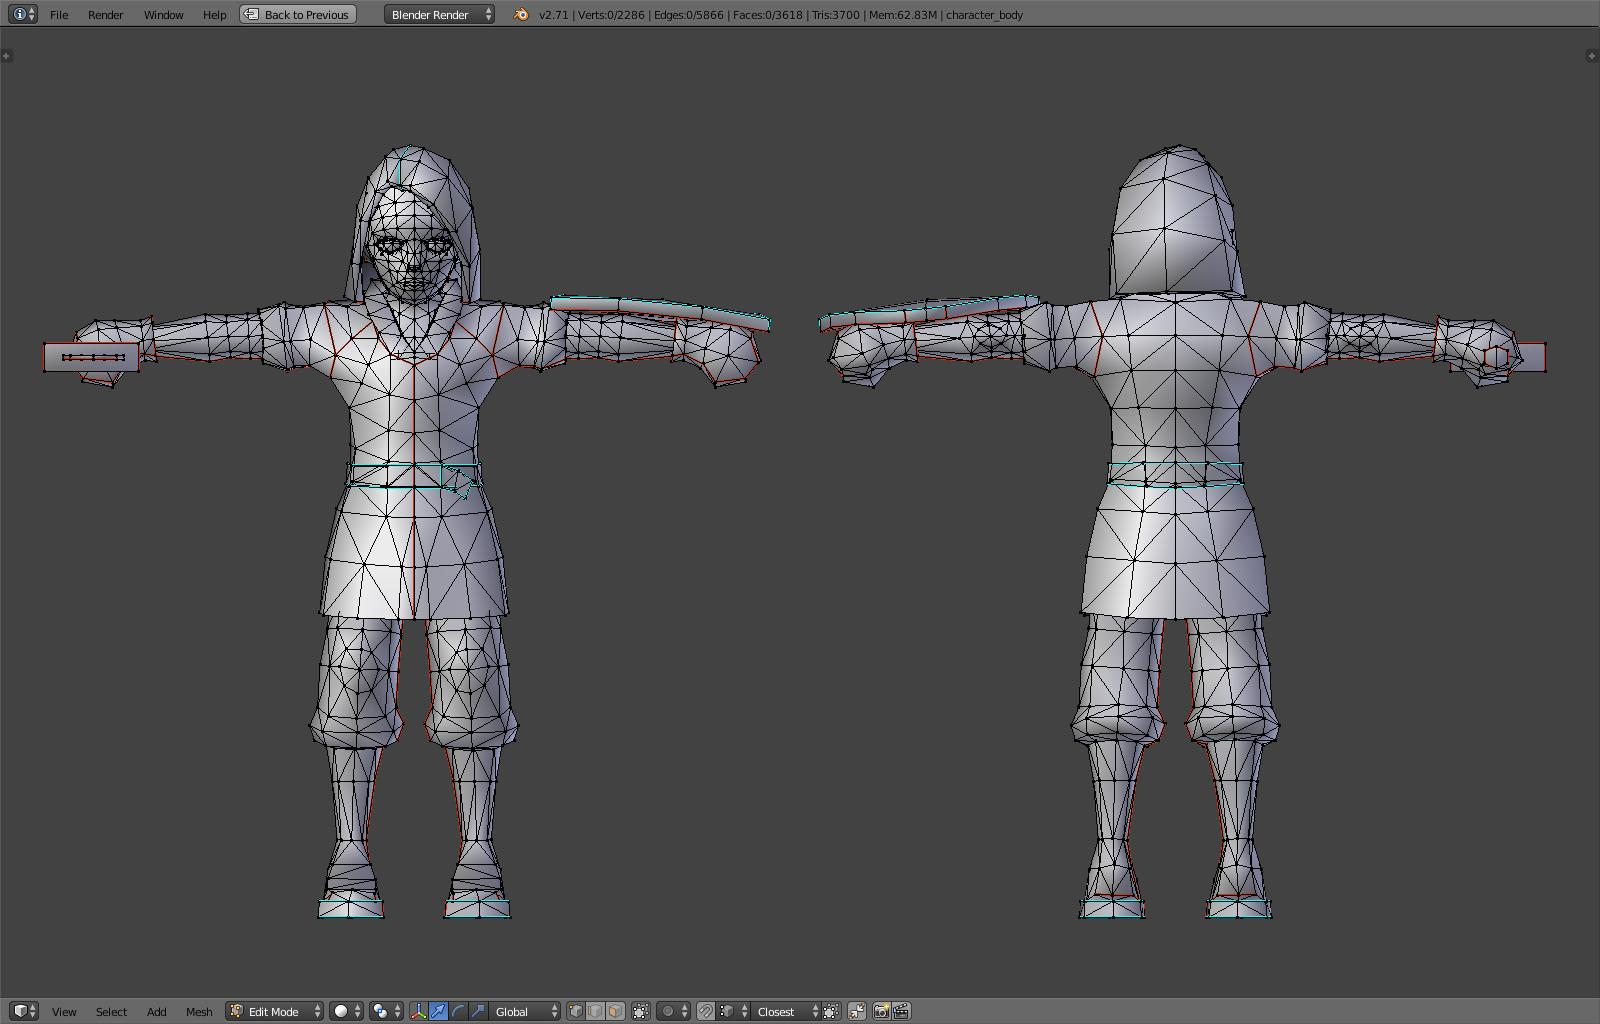 File Render Window Help Back to Previous Blender Render v2.71 | Verts:0/2286 | Edges:0/5866 | Faces:0/3618 | Tris:3700 | Mem:62.83M | character_body
View Select Add Mesh Edit Mode Global Closest